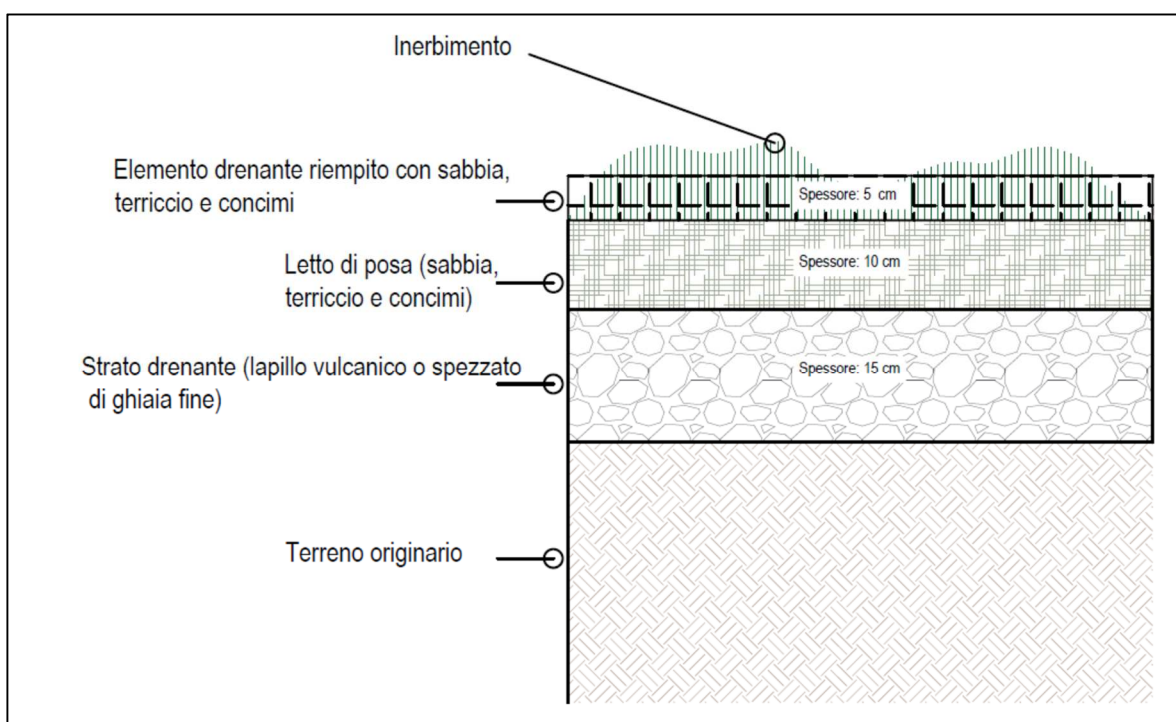 Inerbimento
Elemento drenante riempito con sabbia,
terriccio e concimi
Spessore: 5 cm
Letto di posa (sabbia,
terriccio e concimi)
Spessore: 10 cm
Strato drenante (lapillo vulcanico o spezzato
di ghiaia fine)
Spessore: 15 cm
Terreno originario